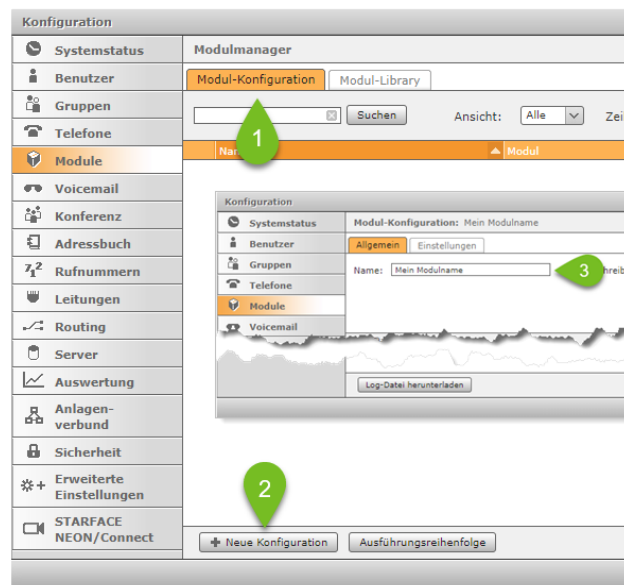 Konfiguration
Systemstatus
Benutzer
Gruppen
Telefone
Module
Voicemail
Konferenz
Adressbuch
Rufnummern
Leitungen
Routing
Server
Auswertung
Anlagen-
verbund
Sicherheit
Erweiterte
Einstellungen
STARFACE
NEON/Connect
Modulmanager
Modul-Konfiguration Modul-Library
Suchen Ansicht: Alle
1
Modul
Konfiguration
Systemstatus
Benutzer
Gruppen
Telefone
Module
Voicemail
Modul-Konfiguration: Mein Modulname
Allgemein Einstellungen
Name: Mein Modulname 3
Log-Datei herunterladen
2
Neue Konfiguration Ausführungsreihenfolge